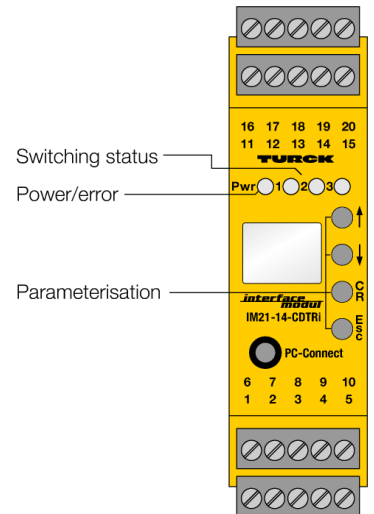 16 17 18 19 20
11 12 13 14 15
TURCK
Switching status
Power/error
Pwr 1 2 3
Parameterisation
C
R
interface
modul
IM21-14-CDTRi
E
s
c
PC-Connect
6 7 8 9 10
1 2 3 4 5